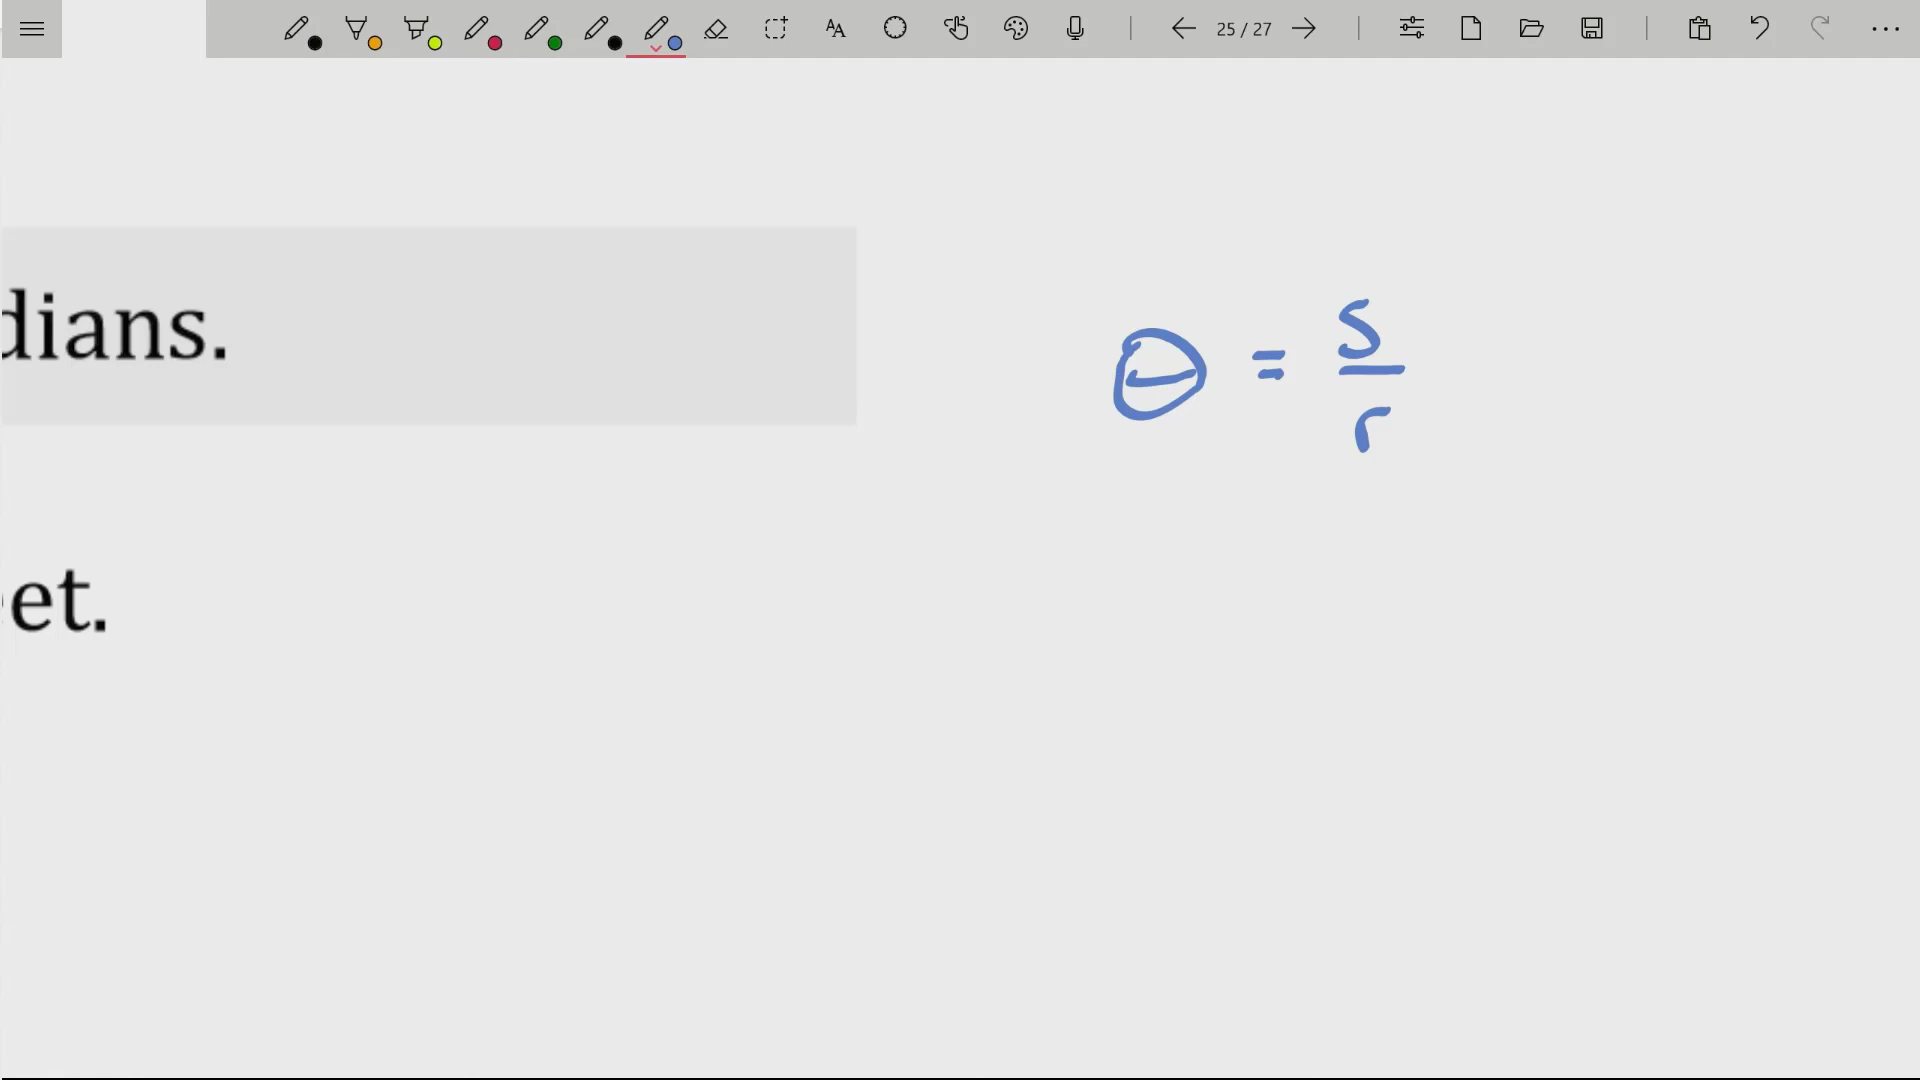 25 / 27
dians.
θ = s/r
et.